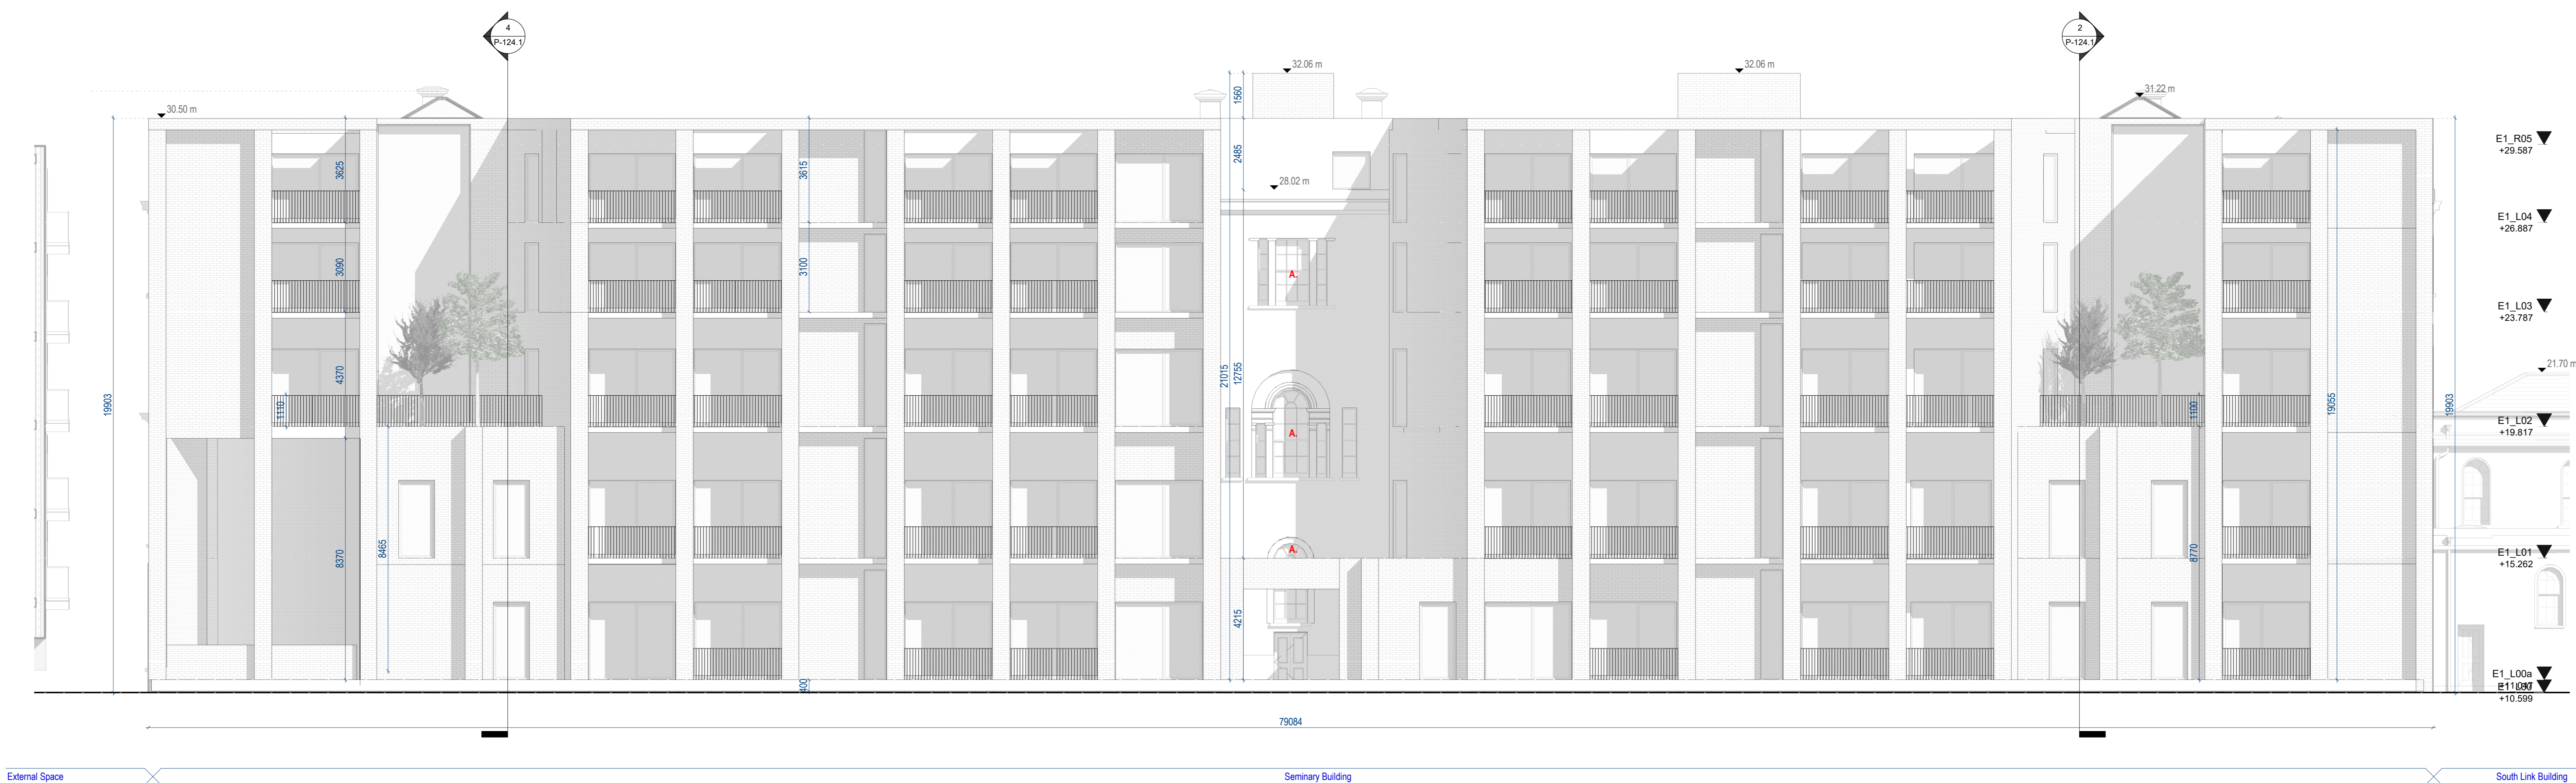 4
P-124.1
2
P-124.1
32.06 m
32.06 m
31.22 m
30.50 m
1560
3625
3615
2485
28.02 m
E1_R05
+29.587
E1_L04
+26.887
3090
3100
A.
E1_L03
+23.787
21.70 m
4370
21015
12755
19903
1110
1100
19055
19903
A.
E1_L02
+19.817
8465
8370
A.
8770
E1_L01
+15.262
4215
400
E1_L00a
+10.599
79084
External Space
Seminary Building
South Link Building